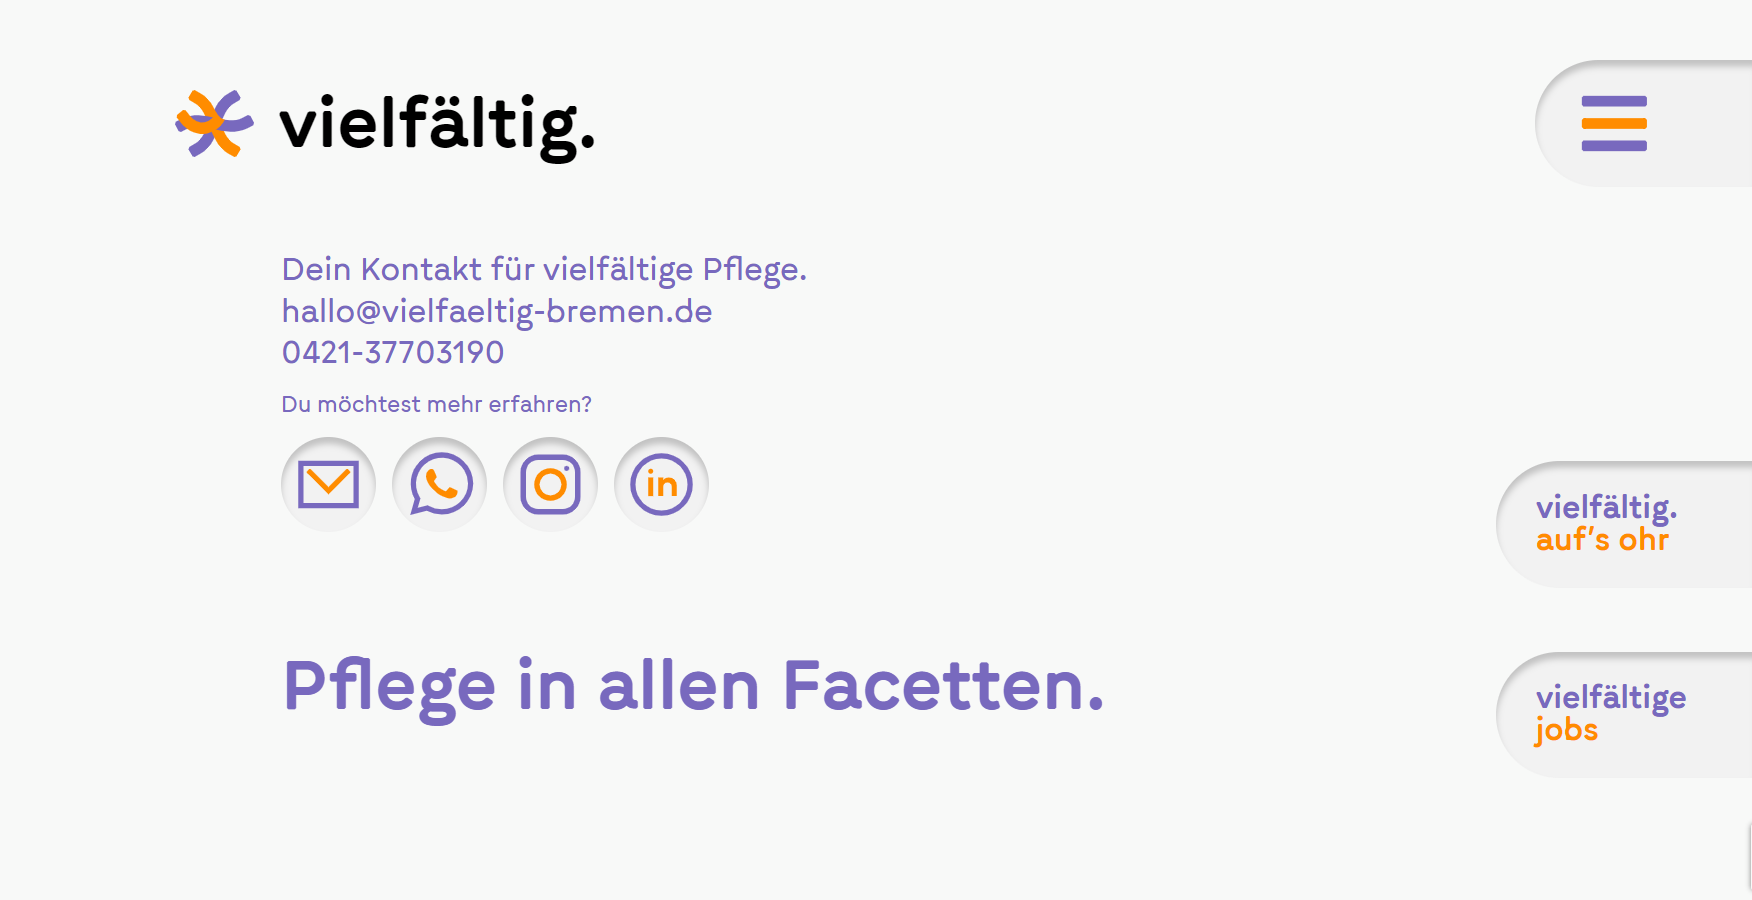 vielfältig.
Dein Kontakt für vielfältige Pflege.
hallo@vielfaeltig-bremen.de
0421-37703190
Du möchtest mehr erfahren?
in
vielfältig.
auf's ohr
Pflege in allen Facetten.
vielfältige
jobs